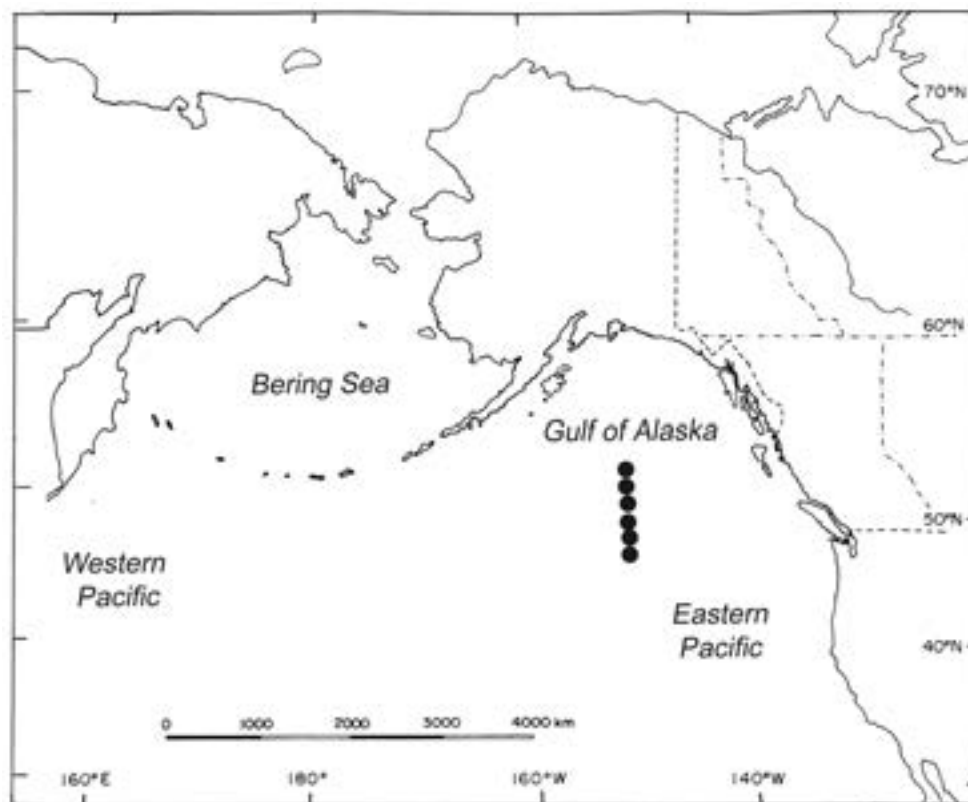 70°N
60°N
Bering Sea
Gulf of Alaska
50°N
Western
Pacific
Eastern
Pacific
40°N
0 1000 2000 3000 4000 km
160°E 180° 160°W 140°W